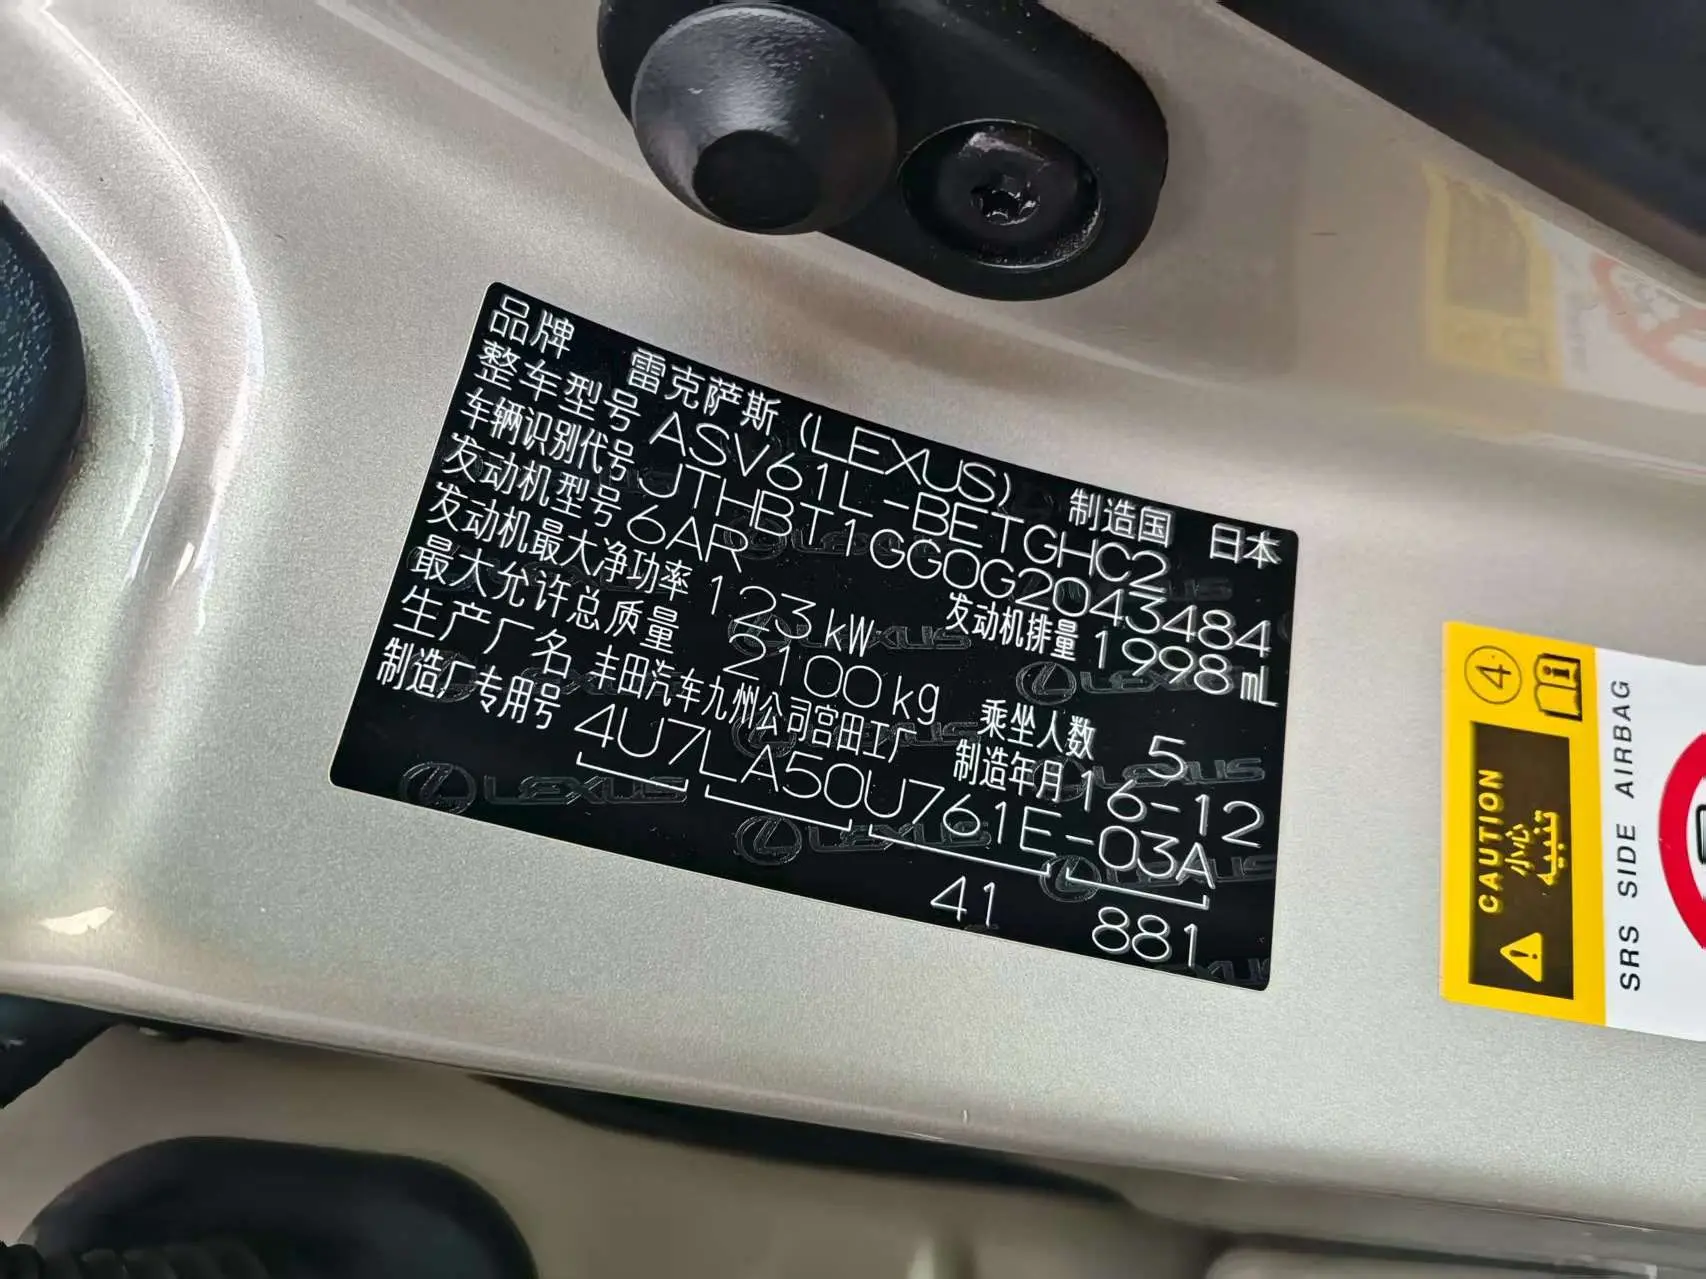 品牌 雷克萨斯 (LEXUS) 制造国 日本
整车型号 ASV61L-BETGHC2
车辆识别代号 JTHBT1GG0G2043484
发动机型号 6AR 发动机排量 1998mL
发动机最大净功率 123kW
最大允许总质量 2100kg 乘坐人数 5
生产厂名 丰田汽车九州公司宫田工厂 制造年月 16-12
制造厂专用号 4U7LA50U761E-03A
41 881
4
CAUTION
小心
تنبيه
SRS SIDE AIRBAG